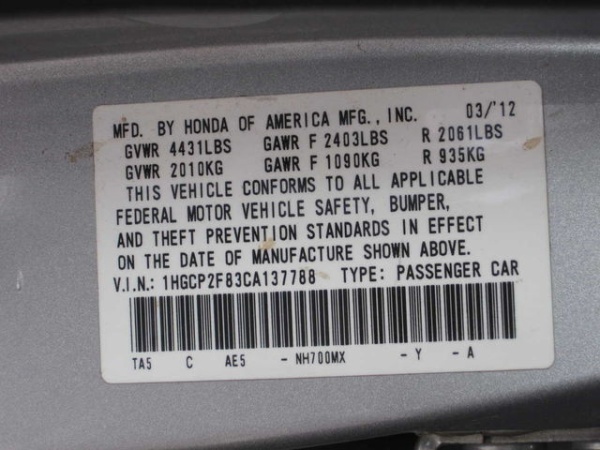 MFD. BY HONDA OF AMERICA MFG., INC. 03/'12
GVWR 4431LBS GAWR F 2403LBS R 2061LBS
GVWR 2010KG GAWR F 1090KG R 935KG
THIS VEHICLE CONFORMS TO ALL APPLICABLE
FEDERAL MOTOR VEHICLE SAFETY, BUMPER,
AND THEFT PREVENTION STANDARDS IN EFFECT
ON THE DATE OF MANUFACTURE SHOWN ABOVE.
V.I.N.: 1HGCP2F83CA137788 TYPE: PASSENGER CAR
TA5 C AE5 - NH700MX - Y - A